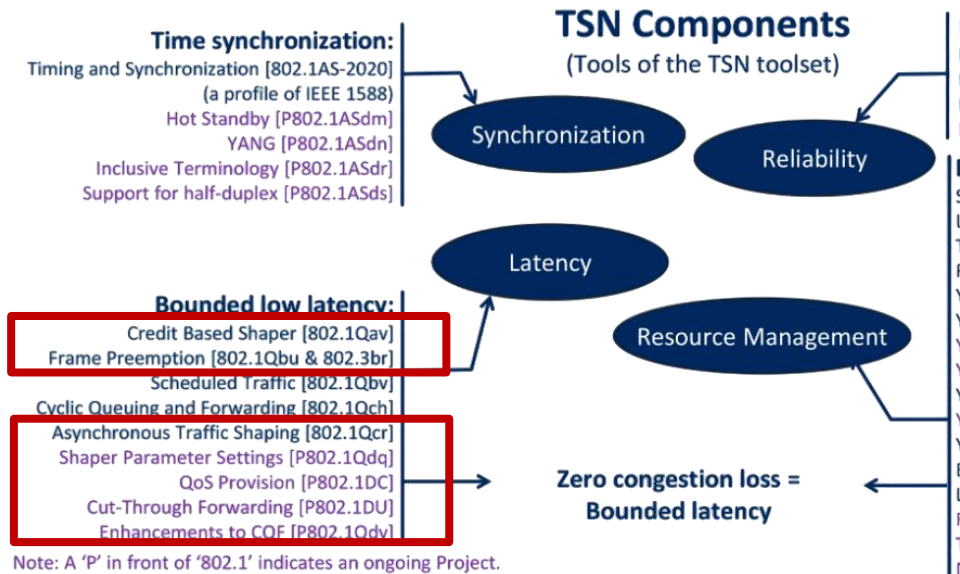 TSN Components
(Tools of the TSN toolset)
Time synchronization:
Timing and Synchronization [802.1AS-2020]
(a profile of IEEE 1588)
Hot Standby [P802.1ASdm]
YANG [P802.1ASdn]
Inclusive Terminology [P802.1ASdr]
Support for half-duplex [P802.1ASds]
Synchronization
Reliability
Latency
Resource Management
Bounded low latency:
Credit Based Shaper [802.1Qav]
Frame Preemption [802.1Qbu & 802.3br]
Scheduled Traffic [802.1Qbv]
Cyclic Queuing and Forwarding [802.1Qch]
Asynchronous Traffic Shaping [802.1Qcr]
Shaper Parameter Settings [P802.1Qdq]
QoS Provision [P802.1DC]
Cut-Through Forwarding [P802.1DU]
Enhancements to CQF [P802.1Qdv]
Zero congestion loss =
Bounded latency
Note: A 'P' in front of '802.1' indicates an ongoing Project.